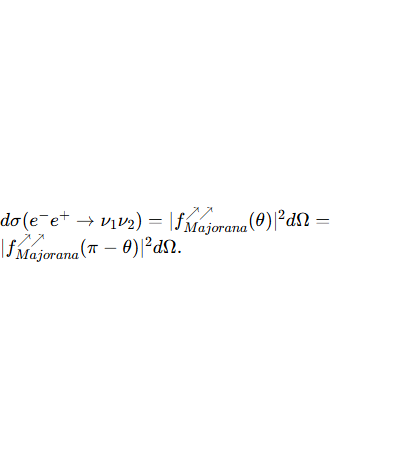 dσ(e⁻e⁺ → ν₁ν₂) = |f^{↗↗}_{Majorana}(θ)|²dΩ =
|f^{↗↗}_{Majorana}(π − θ)|²dΩ.